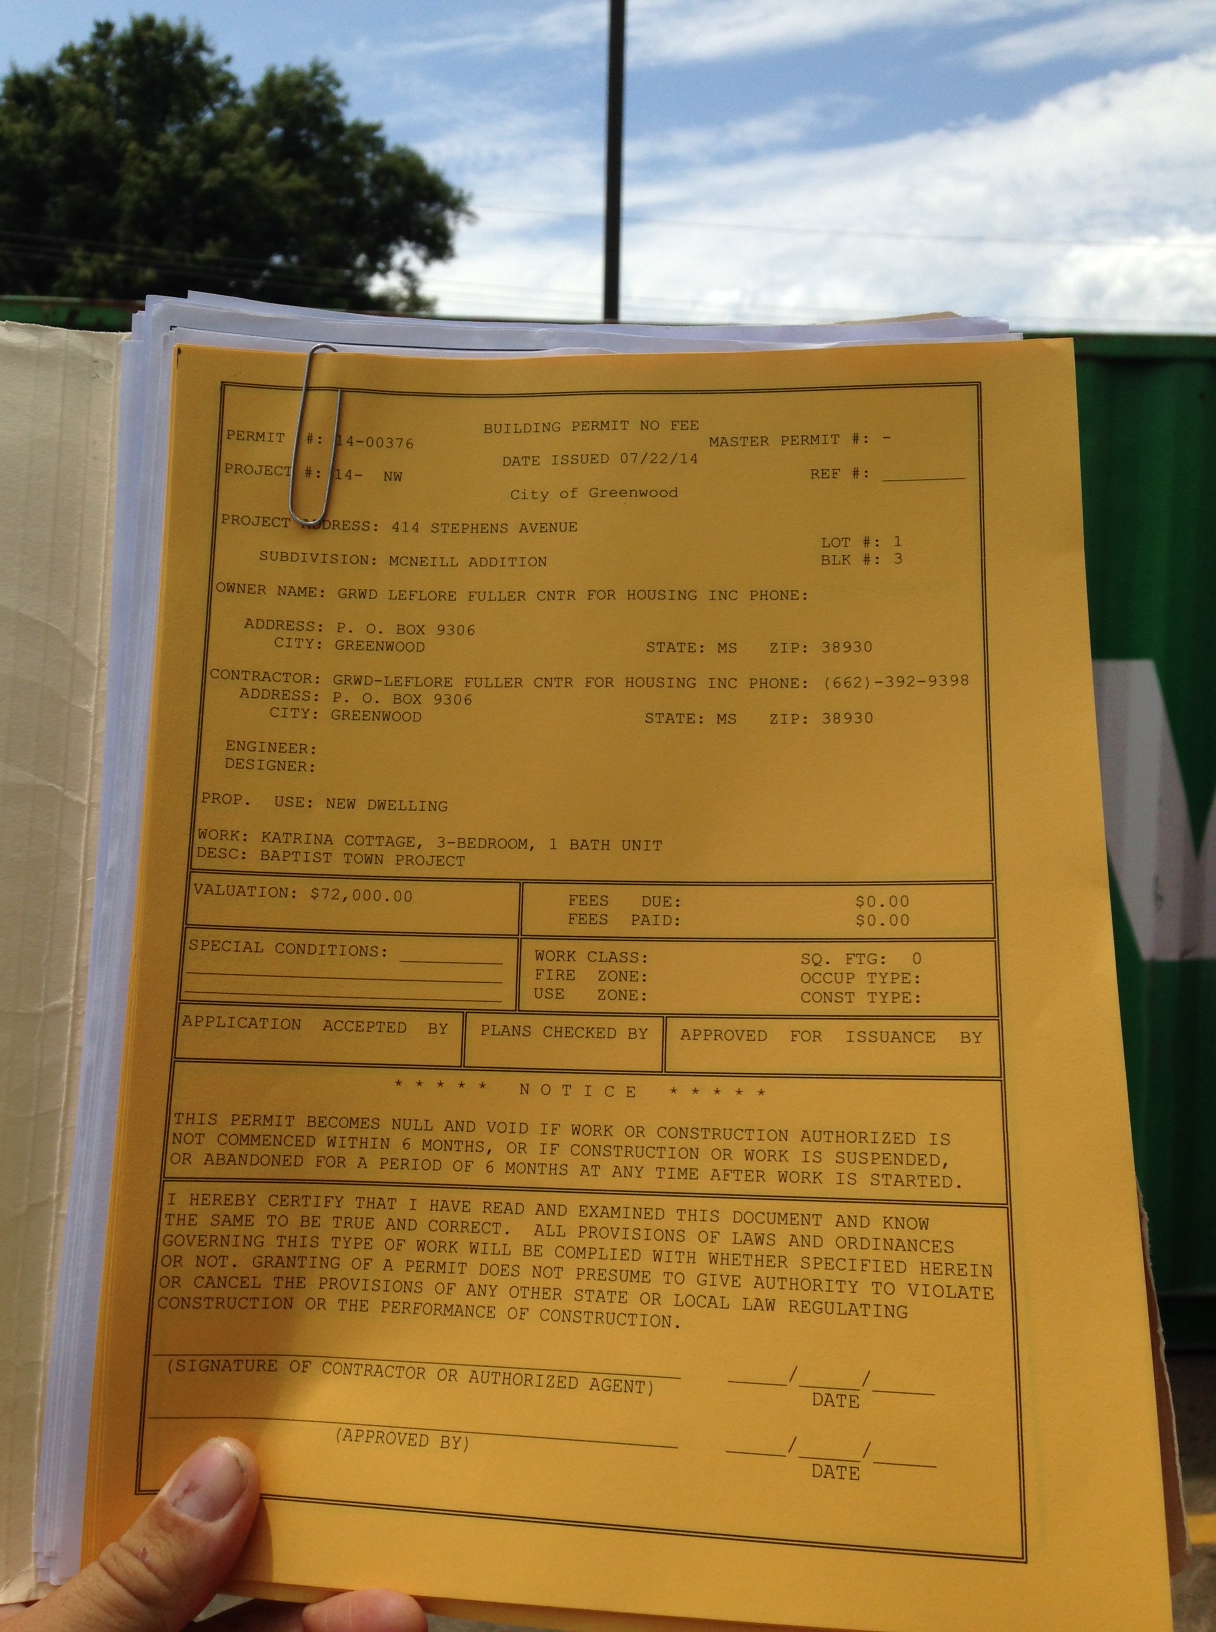 BUILDING PERMIT NO FEE
PERMIT #: 14-00376 MASTER PERMIT #: -
DATE ISSUED 07/22/14
PROJECT #: 14- NW REF #: ________
City of Greenwood
PROJECT ADDRESS: 414 STEPHENS AVENUE
LOT #: 1
SUBDIVISION: MCNEILL ADDITION BLK #: 3
OWNER NAME: GRWD LEFLORE FULLER CNTR FOR HOUSING INC PHONE:
ADDRESS: P. O. BOX 9306
CITY: GREENWOOD STATE: MS ZIP: 38930
CONTRACTOR: GRWD-LEFLORE FULLER CNTR FOR HOUSING INC PHONE: (662)-392-9398
ADDRESS: P. O. BOX 9306
CITY: GREENWOOD STATE: MS ZIP: 38930
ENGINEER:
DESIGNER:
PROP. USE: NEW DWELLING
WORK: KATRINA COTTAGE, 3-BEDROOM, 1 BATH UNIT
DESC: BAPTIST TOWN PROJECT
VALUATION: $72,000.00 FEES DUE: $0.00
FEES PAID: $0.00
SPECIAL CONDITIONS: __________
WORK CLASS: SQ. FTG: 0
FIRE ZONE: OCCUP TYPE:
USE ZONE: CONST TYPE:
APPLICATION ACCEPTED BY PLANS CHECKED BY APPROVED FOR ISSUANCE BY
* * * * * N O T I C E * * * * *
THIS PERMIT BECOMES NULL AND VOID IF WORK OR CONSTRUCTION AUTHORIZED IS
NOT COMMENCED WITHIN 6 MONTHS, OR IF CONSTRUCTION OR WORK IS SUSPENDED,
OR ABANDONED FOR A PERIOD OF 6 MONTHS AT ANY TIME AFTER WORK IS STARTED.
I HEREBY CERTIFY THAT I HAVE READ AND EXAMINED THIS DOCUMENT AND KNOW
THE SAME TO BE TRUE AND CORRECT. ALL PROVISIONS OF LAWS AND ORDINANCES
GOVERNING THIS TYPE OF WORK WILL BE COMPLIED WITH WHETHER SPECIFIED HEREIN
OR NOT. GRANTING OF A PERMIT DOES NOT PRESUME TO GIVE AUTHORITY TO VIOLATE
OR CANCEL THE PROVISIONS OF ANY OTHER STATE OR LOCAL LAW REGULATING
CONSTRUCTION OR THE PERFORMANCE OF CONSTRUCTION.
_____/_____/_____
(SIGNATURE OF CONTRACTOR OR AUTHORIZED AGENT) DATE
_____/_____/_____
(APPROVED BY) DATE